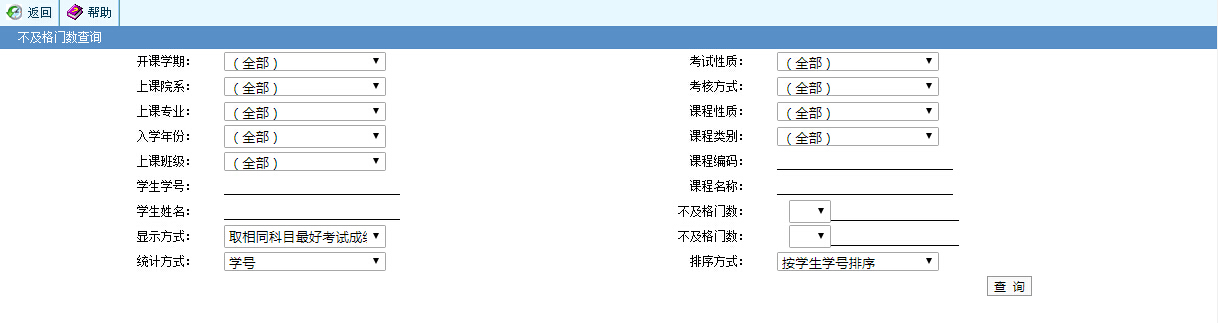 返回 帮助
不及格门数查询
开课学期： （全部） 考试性质： （全部）
上课院系： （全部） 考核方式： （全部）
上课专业： （全部） 课程性质： （全部）
入学年份： （全部） 课程类别： （全部）
上课班级： （全部） 课程编码：
学生学号： 课程名称：
学生姓名： 不及格门数：
显示方式： 取相同科目最好考试成 不及格门数：
统计方式： 学号 排序方式： 按学生学号排序
查 询